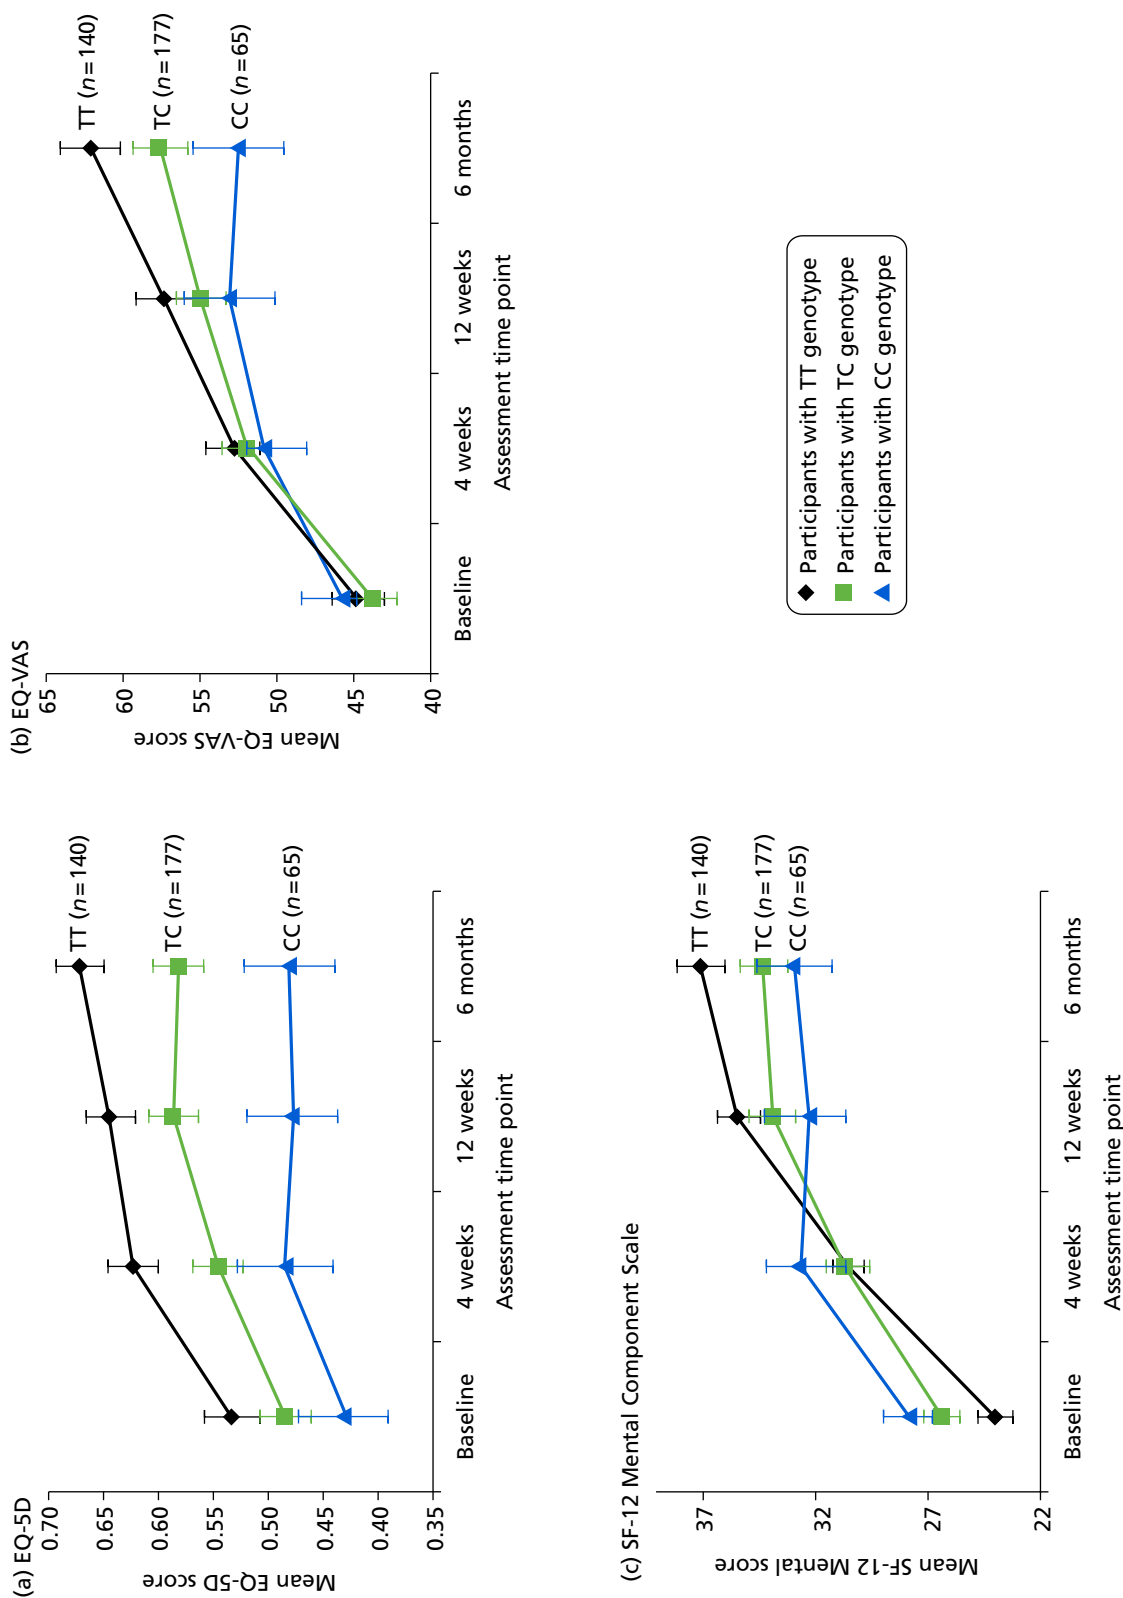 (a) EQ-5D
Mean EQ-5D score
0.70
0.65
0.60
0.55
0.50
0.45
0.40
0.35
TT (n=140)
TC (n=177)
CC (n=65)
Baseline
4 weeks
12 weeks
6 months
Assessment time point
(b) EQ-VAS
Mean EQ-VAS score
65
60
55
50
45
40
TT (n=140)
TC (n=177)
CC (n=65)
Baseline
4 weeks
12 weeks
6 months
Assessment time point
(c) SF-12 Mental Component Scale
Mean SF-12 Mental score
37
32
27
22
TT (n=140)
TC (n=177)
CC (n=65)
Baseline
4 weeks
12 weeks
6 months
Assessment time point
Participants with TT genotype
Participants with TC genotype
Participants with CC genotype